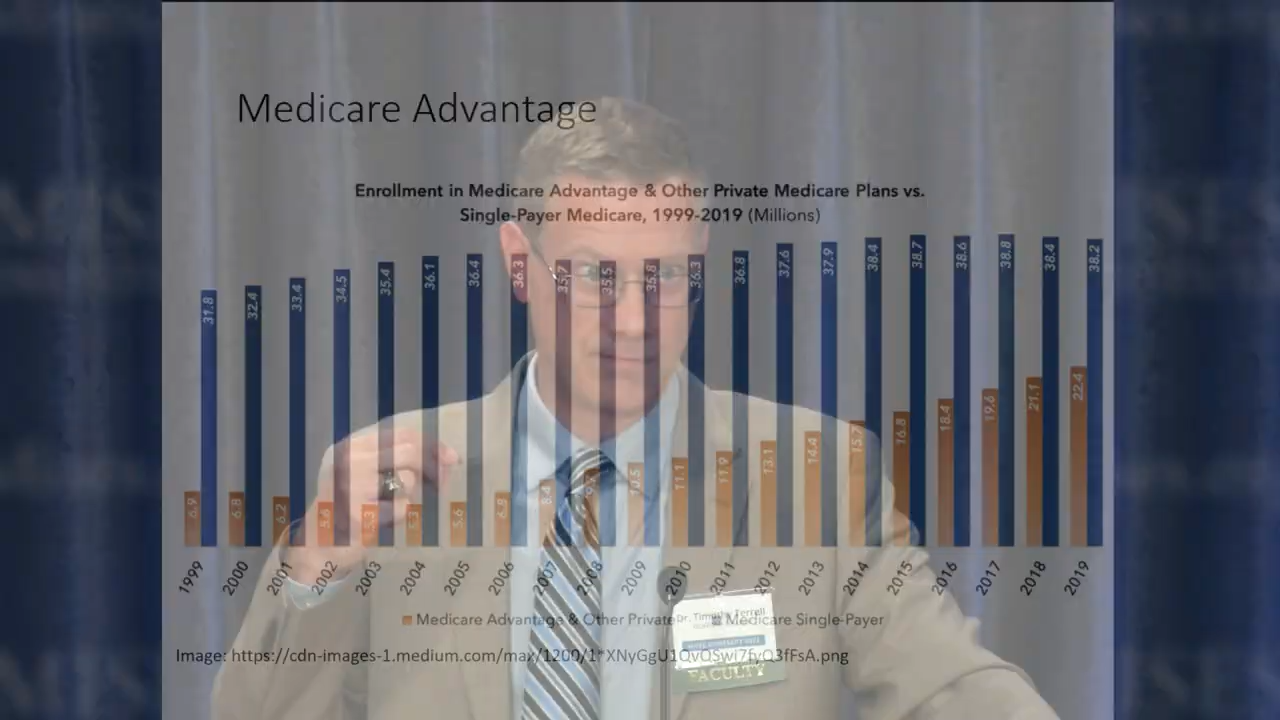 Medicare Advantage
Enrollment in Medicare Advantage & Other Private Medicare Plans vs.
Single-Payer Medicare, 1999-2019 (Millions)
31.8 32.4 33.4 34.5 35.4 36.1 36.4 36.3 35.7 35.5 35.8 36.3 36.8 37.6 37.9 38.4 38.7 38.6 38.8 38.4 38.2
6.9 6.8 6.2 5.6 5.3 5.3 5.6 6.8 8.4 10.5 11.1 11.9 13.1 14.4 15.7 16.8 18.4 19.6 21.1 22.4
1999 2000 2001 2002 2003 2004 2005 2006 2007 2008 2009 2010 2011 2012 2013 2014 2015 2016 2017 2018 2019
Medicare Advantage & Other Private Medicare Single-Payer
Dr. Timothy Terrell
FACULTY
Image: https://cdn-images-1.medium.com/max/1200/